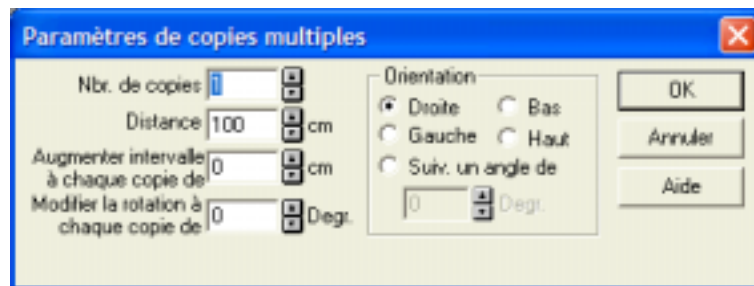 Paramètres de copies multiples
Nbr. de copies 1
Distance 100 cm
Augmenter intervalle
à chaque copie de 0 cm
Modifier la rotation à
chaque copie de 0 Degr.
Orientation
Droite Bas
Gauche Haut
Suiv. un angle de
0 Degr.
OK
Annuler
Aide